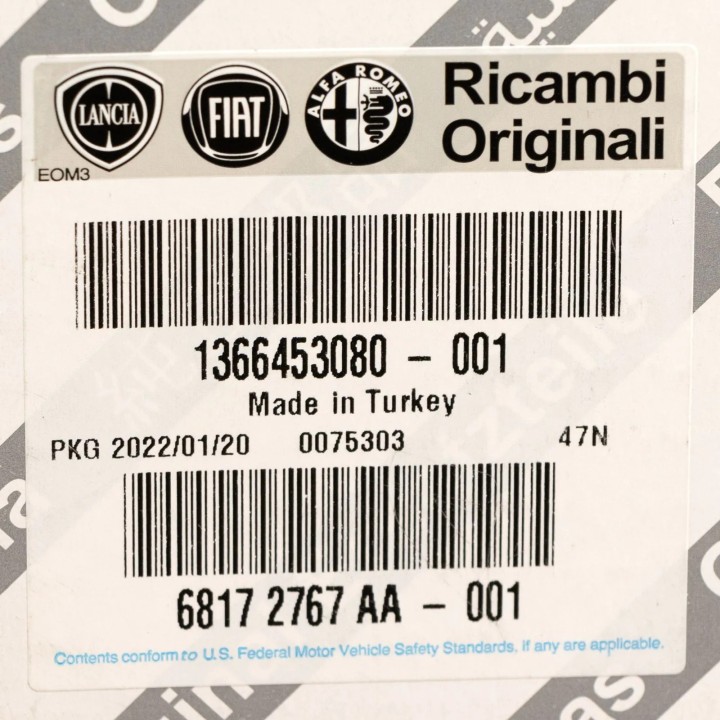 LANCIA
FIAT
ALFA ROMEO
Ricambi
Originali
EOM3
1366453080 - 001
Made in Turkey
PKG 2022/01/20 0075303 47N
6817 2767 AA - 001
Contents conform to U.S. Federal Motor Vehicle Safety Standards, if any are applicable.